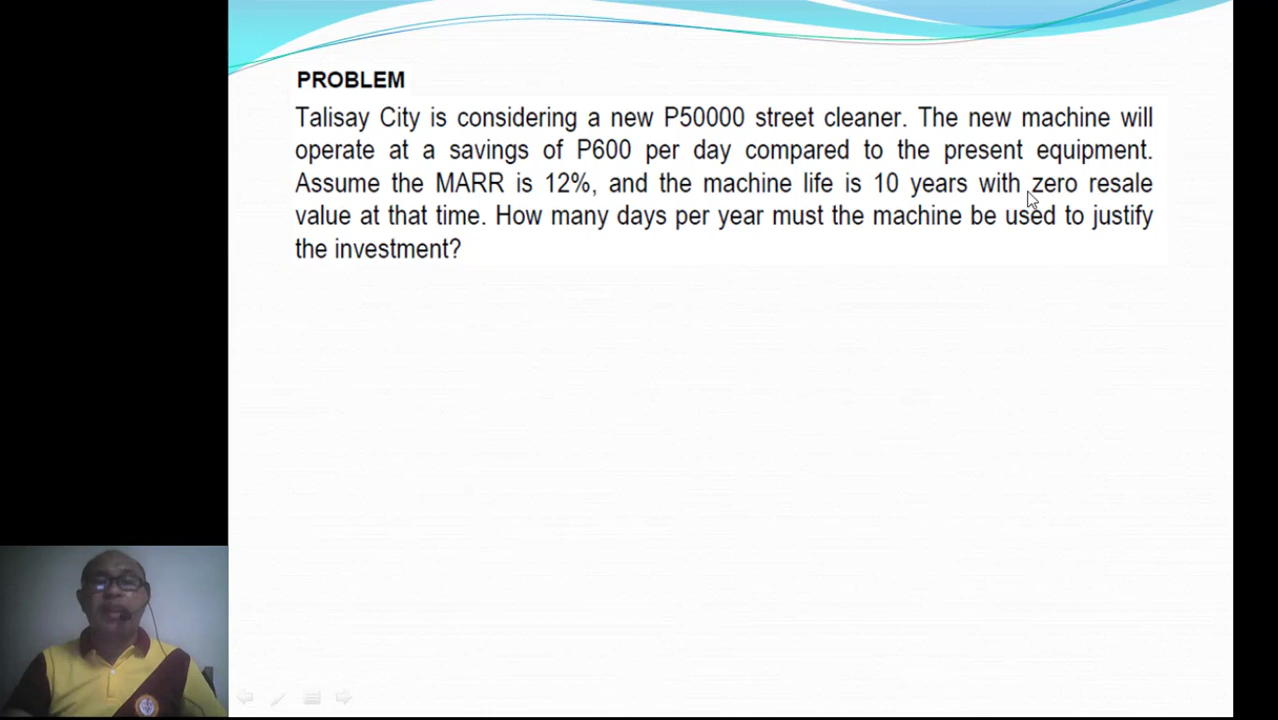 PROBLEM
Talisay City is considering a new P50000 street cleaner. The new machine will
operate at a savings of P600 per day compared to the present equipment.
Assume the MARR is 12%, and the machine life is 10 years with zero resale
value at that time. How many days per year must the machine be used to justify
the investment?